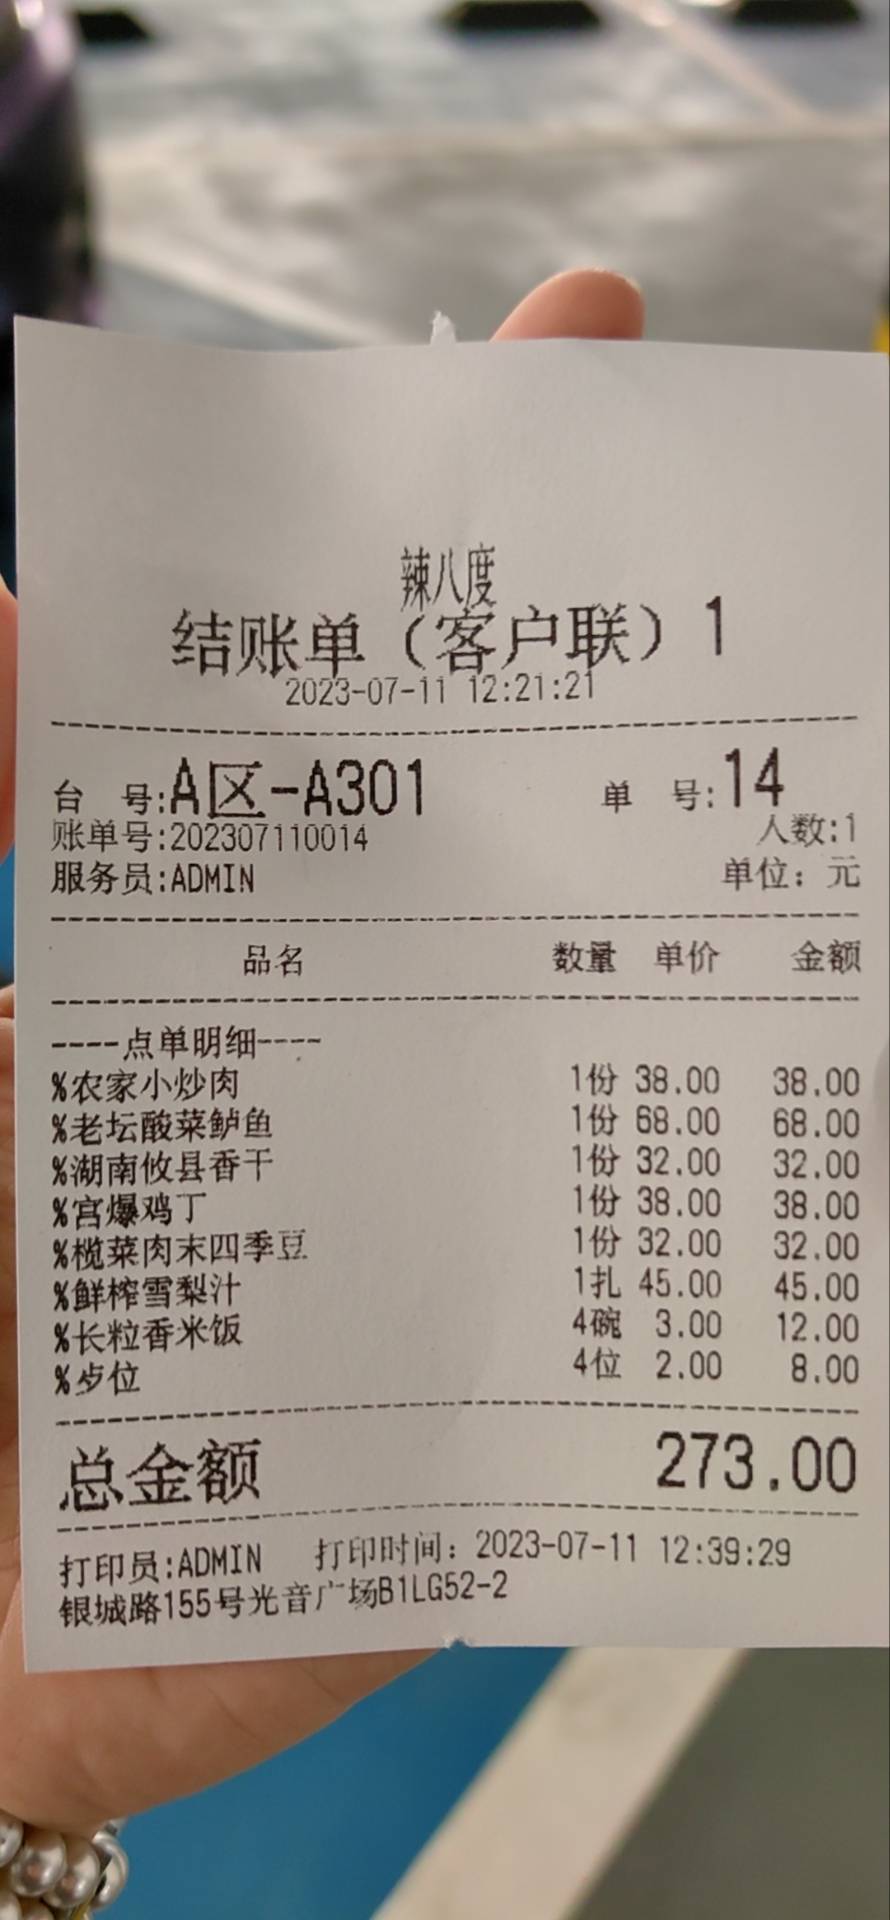 辣八度
结账单（客户联）1
2023-07-11 12:21:21
台 号:A区-A301 单 号:14
账单号:202307110014 人数:1
服务员:ADMIN 单位：元
品名 数量 单价 金额
----点单明细----
%农家小炒肉 1份 38.00 38.00
%老坛酸菜鲈鱼 1份 68.00 68.00
%湖南攸县香干 1份 32.00 32.00
%宫爆鸡丁 1份 38.00 38.00
%榄菜肉末四季豆 1份 32.00 32.00
%鲜榨雪梨汁 1扎 45.00 45.00
%长粒香米饭 4碗 3.00 12.00
%歺位 4位 2.00 8.00
总金额 273.00
打印员:ADMIN 打印时间：2023-07-11 12:39:29
银城路155号光音广场B1LG52-2